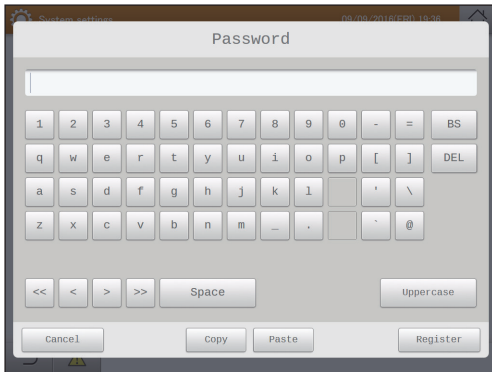 System settings 09/09/2016(FRI) 19:36
Password
1 2 3 4 5 6 7 8 9 0 - = BS
q w e r t y u i o p [ ] DEL
a s d f g h j k l ' \
z x c v b n m _ . ` @
<< < > >> Space Uppercase
Cancel Copy Paste Register